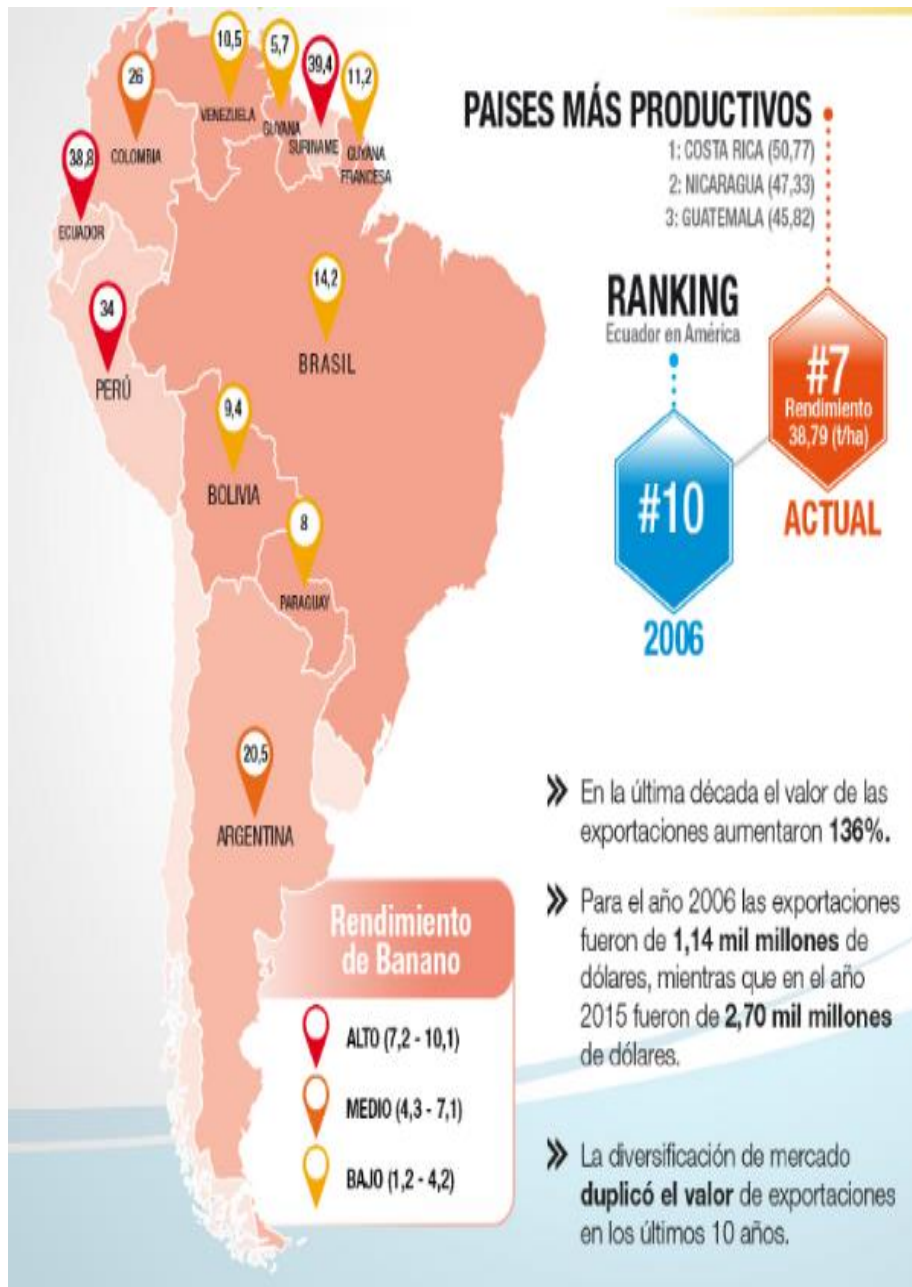 10,5
5,7
39,4
11,2
26
VENEZUELA
GUYANA
SURINAME
GUYANA
FRANCESA
COLOMBIA
38,8
ECUADOR
14,2
BRASIL
34
PERÚ
9,4
BOLIVIA
8
PARAGUAY
20,5
ARGENTINA
PAISES MÁS PRODUCTIVOS
1: COSTA RICA (50,77)
2: NICARAGUA (47,33)
3: GUATEMALA (45,82)
RANKING
Ecuador en América
#7
Rendimiento
38,79 (t/ha)
ACTUAL
#10
2006
En la última década el valor de las
exportaciones aumentaron 136%.
Para el año 2006 las exportaciones
fueron de 1,14 mil millones de
dólares, mientras que en el año
2015 fueron de 2,70 mil millones
de dólares.
La diversificación de mercado
duplicó el valor de exportaciones
en los últimos 10 años.
Rendimiento
de Banano
ALTO (7,2 - 10,1)
MEDIO (4,3 - 7,1)
BAJO (1,2 - 4,2)